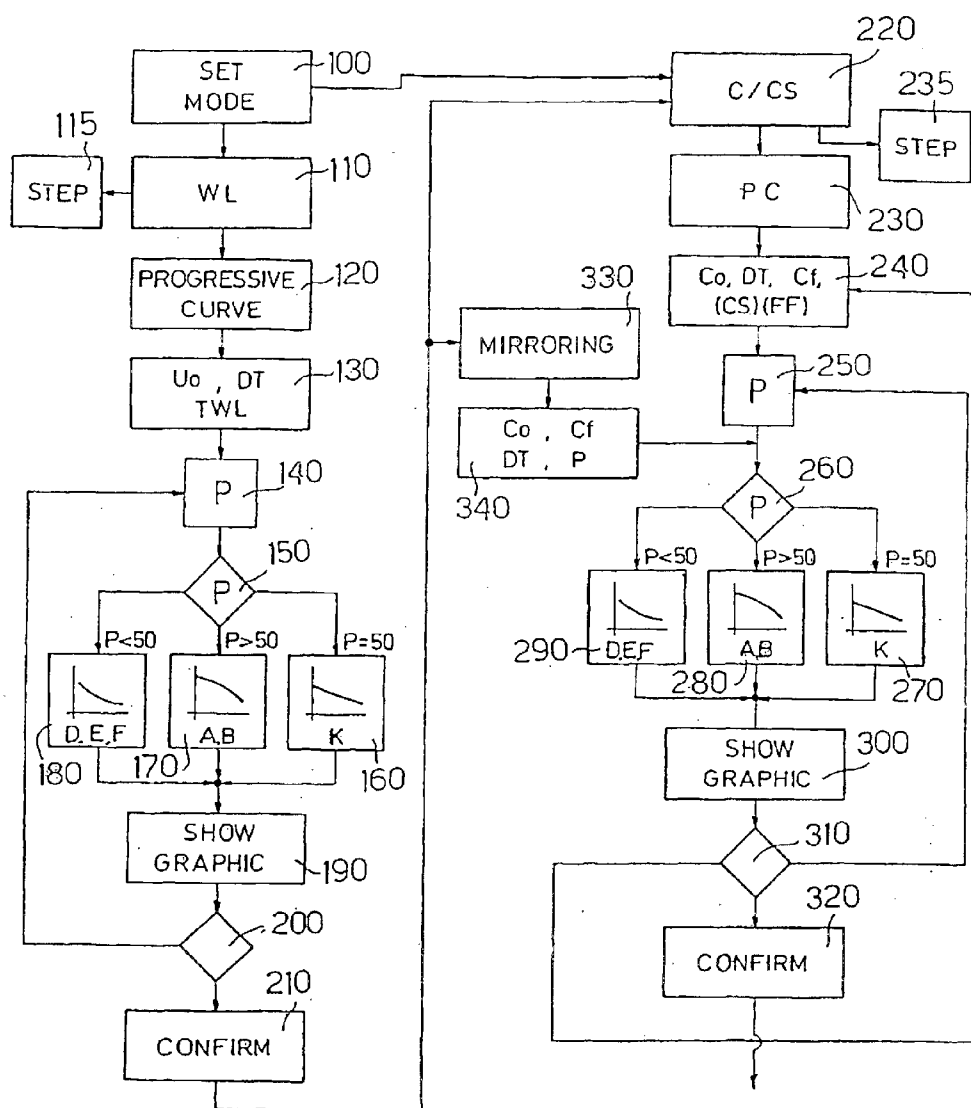 SET
MODE
100
115
STEP
WL
110
PROGRESSIVE
CURVE
120
Uo , DT
TWL
130
P
140
P
150
P<50
P>50
P=50
D,E,F
A,B
K
180
170
160
SHOW
GRAPHIC
190
200
210
CONFIRM
220
C/CS
235
STEP
PC
230
Co, DT, Cf,
(CS)(FF)
240
330
MIRRORING
P
250
Co , Cf
DT , P
340
P
260
P<50
P>50
P=50
D,E,F
A,B
K
290
280
270
SHOW
GRAPHIC
300
310
320
CONFIRM